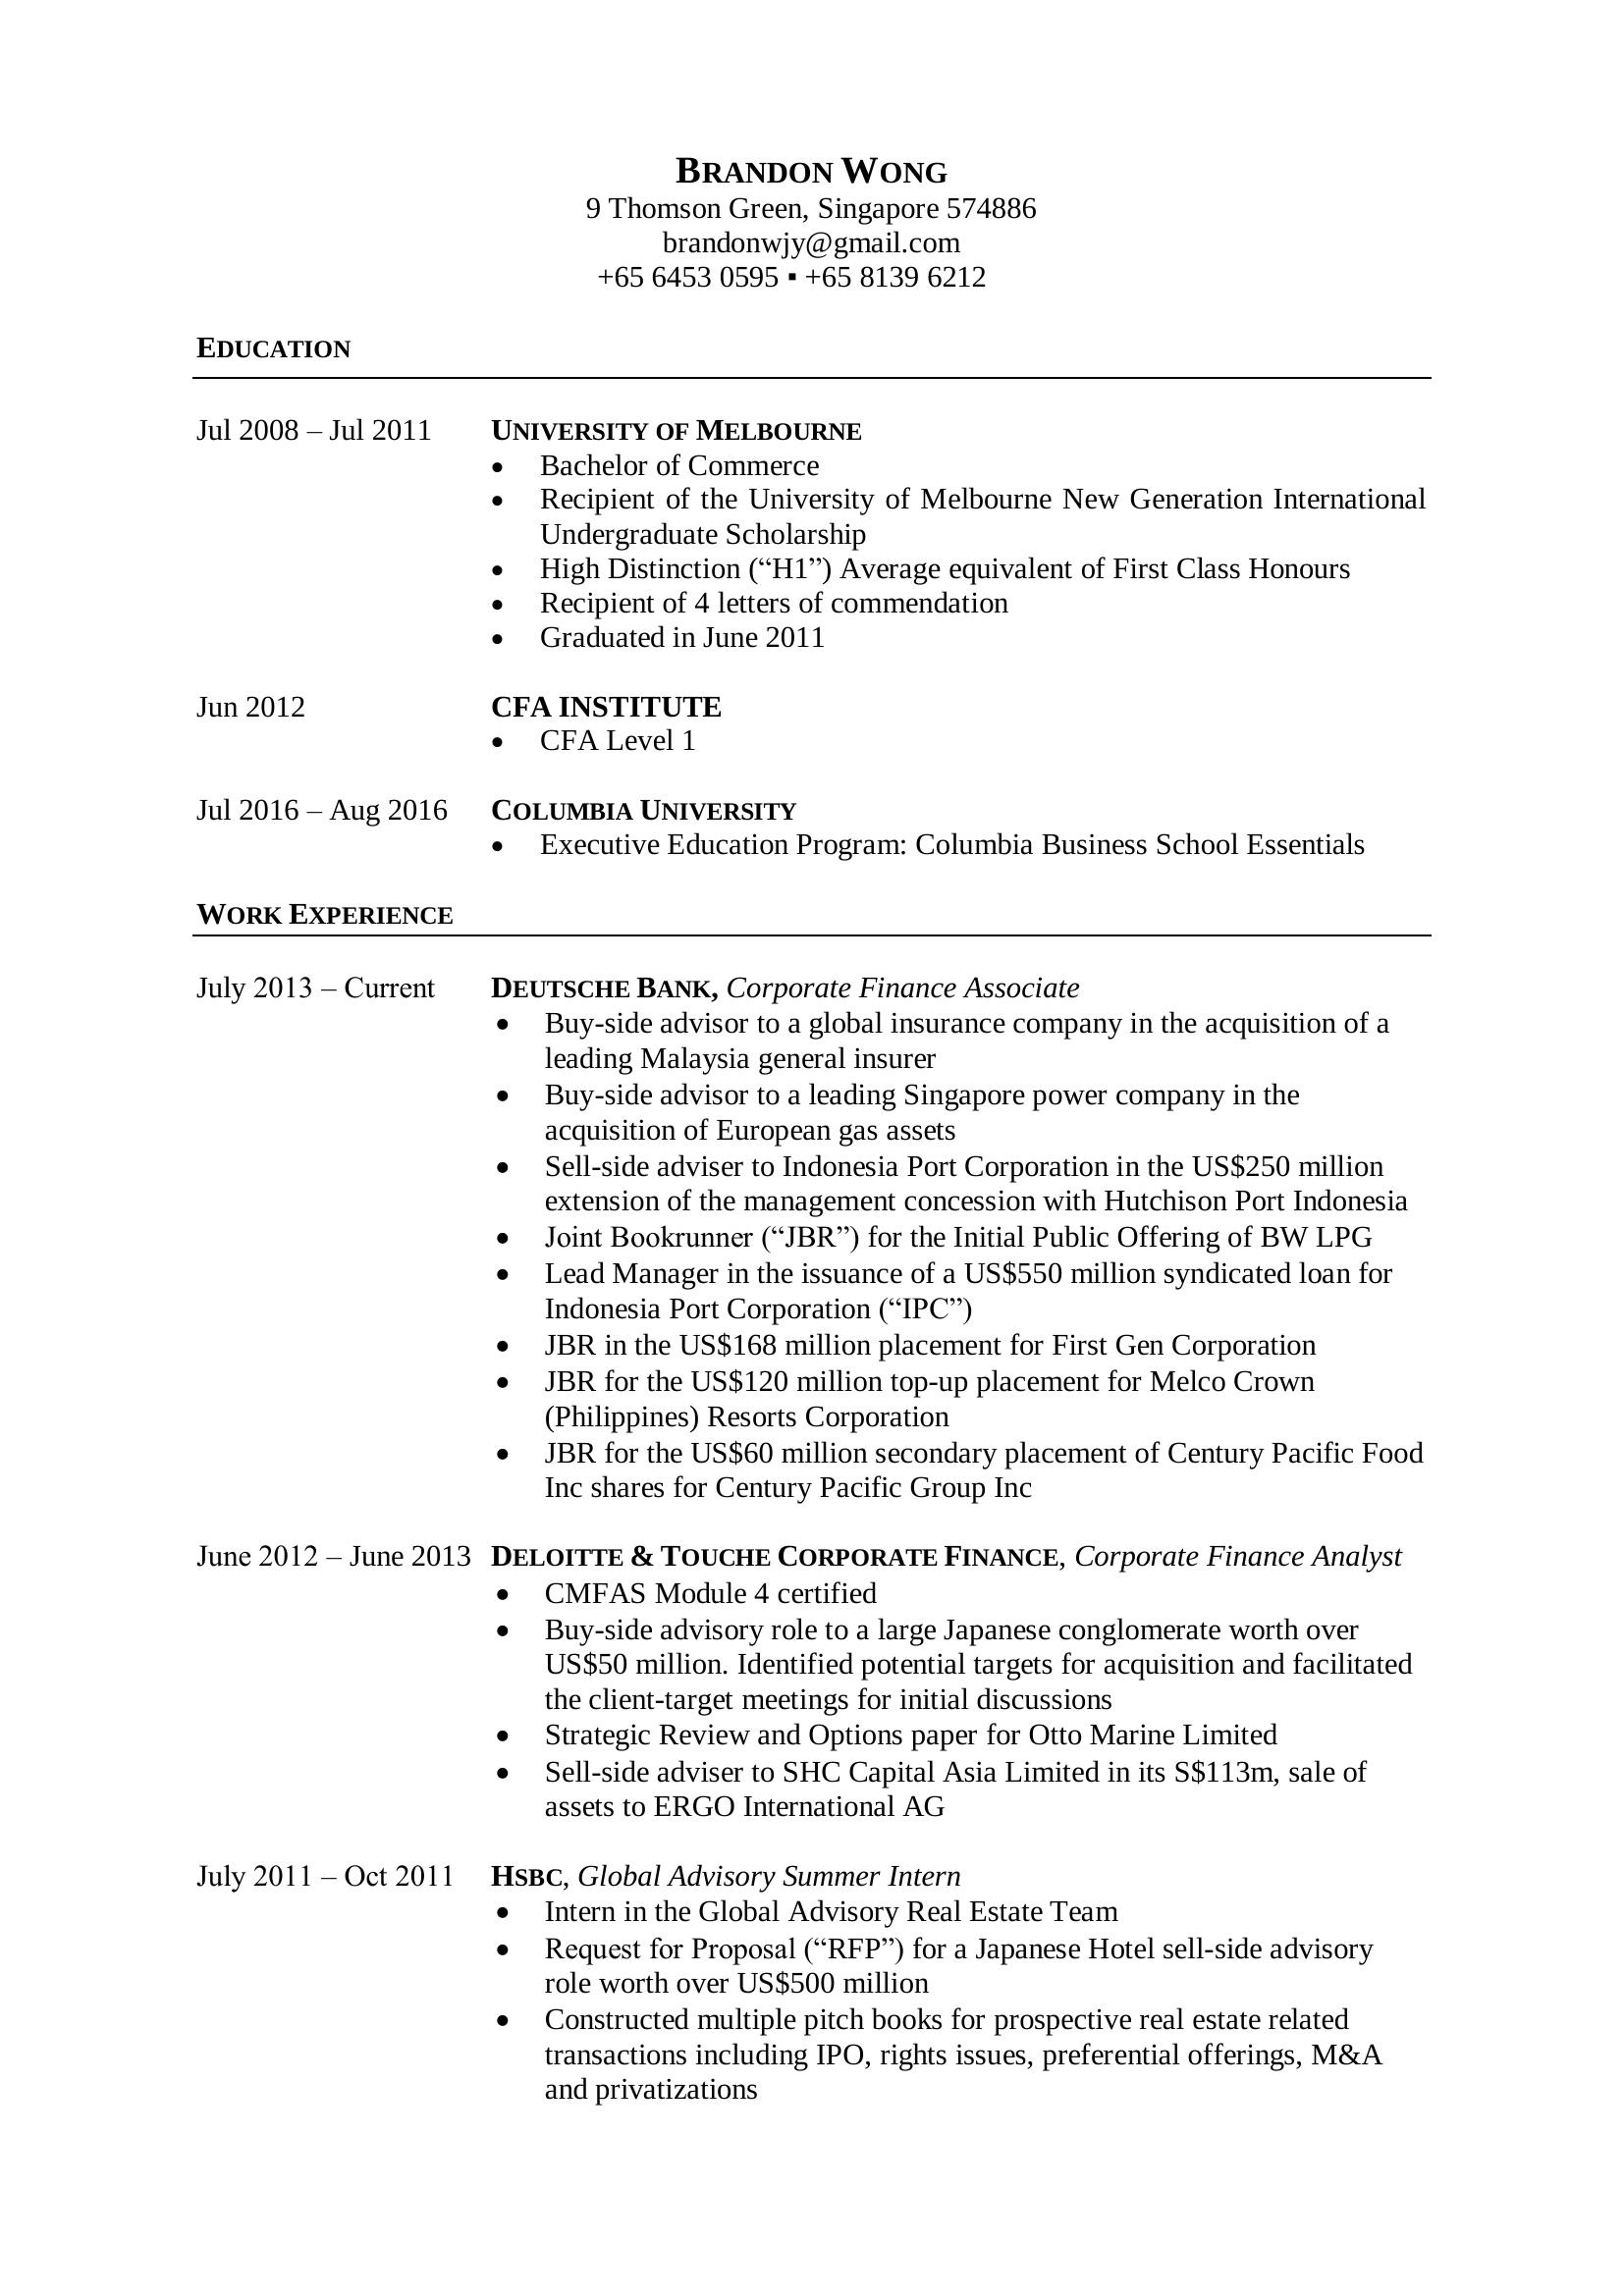 BRANDON WONG
9 Thomson Green, Singapore 574886
brandonwjy@gmail.com
+65 6453 0595 ▪ +65 8139 6212
EDUCATION
Jul 2008 – Jul 2011 UNIVERSITY OF MELBOURNE
• Bachelor of Commerce
• Recipient of the University of Melbourne New Generation International
Undergraduate Scholarship
• High Distinction (“H1”) Average equivalent of First Class Honours
• Recipient of 4 letters of commendation
• Graduated in June 2011
Jun 2012 CFA INSTITUTE
• CFA Level 1
Jul 2016 – Aug 2016 COLUMBIA UNIVERSITY
• Executive Education Program: Columbia Business School Essentials
WORK EXPERIENCE
July 2013 – Current DEUTSCHE BANK, Corporate Finance Associate
• Buy-side advisor to a global insurance company in the acquisition of a
leading Malaysia general insurer
• Buy-side advisor to a leading Singapore power company in the
acquisition of European gas assets
• Sell-side adviser to Indonesia Port Corporation in the US$250 million
extension of the management concession with Hutchison Port Indonesia
• Joint Bookrunner (“JBR”) for the Initial Public Offering of BW LPG
• Lead Manager in the issuance of a US$550 million syndicated loan for
Indonesia Port Corporation (“IPC”)
• JBR in the US$168 million placement for First Gen Corporation
• JBR for the US$120 million top-up placement for Melco Crown
(Philippines) Resorts Corporation
• JBR for the US$60 million secondary placement of Century Pacific Food
Inc shares for Century Pacific Group Inc
June 2012 – June 2013 DELOITTE & TOUCHE CORPORATE FINANCE, Corporate Finance Analyst
• CMFAS Module 4 certified
• Buy-side advisory role to a large Japanese conglomerate worth over
US$50 million. Identified potential targets for acquisition and facilitated
the client-target meetings for initial discussions
• Strategic Review and Options paper for Otto Marine Limited
• Sell-side adviser to SHC Capital Asia Limited in its S$113m, sale of
assets to ERGO International AG
July 2011 – Oct 2011 HSBC, Global Advisory Summer Intern
• Intern in the Global Advisory Real Estate Team
• Request for Proposal (“RFP”) for a Japanese Hotel sell-side advisory
role worth over US$500 million
• Constructed multiple pitch books for prospective real estate related
transactions including IPO, rights issues, preferential offerings, M&A
and privatizations